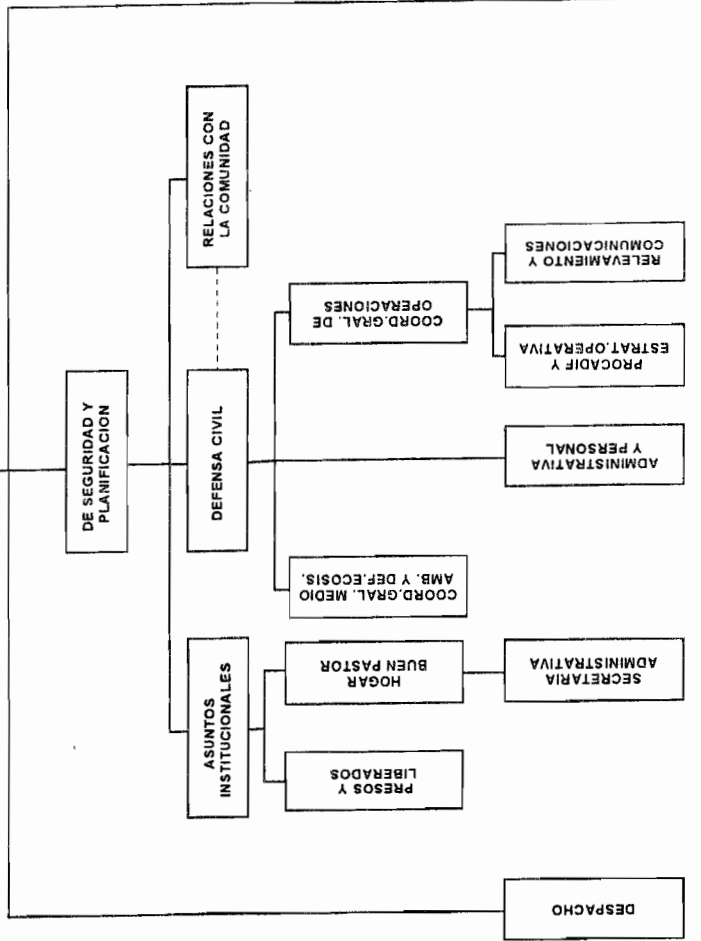 DE SEGURIDAD Y
PLANIFICACION
ASUNTOS
INSTITUCIONALES
DEFENSA CIVIL
RELACIONES CON
LA COMUNIDAD
PRESOS Y
LIBERADOS
HOGAR
BUEN PASTOR
COORD.GRAL. MEDIO
AMB. Y DEF.ECOSIS.
COORD.GRAL. DE
OPERACIONES
DESPACHO
SECRETARIA
ADMINISTRATIVA
ADMINISTRATIVA
Y PERSONAL
PROCADIF Y
ESTRAT.OPERATIVA
RELEVAMIENTO Y
COMUNICACIONES